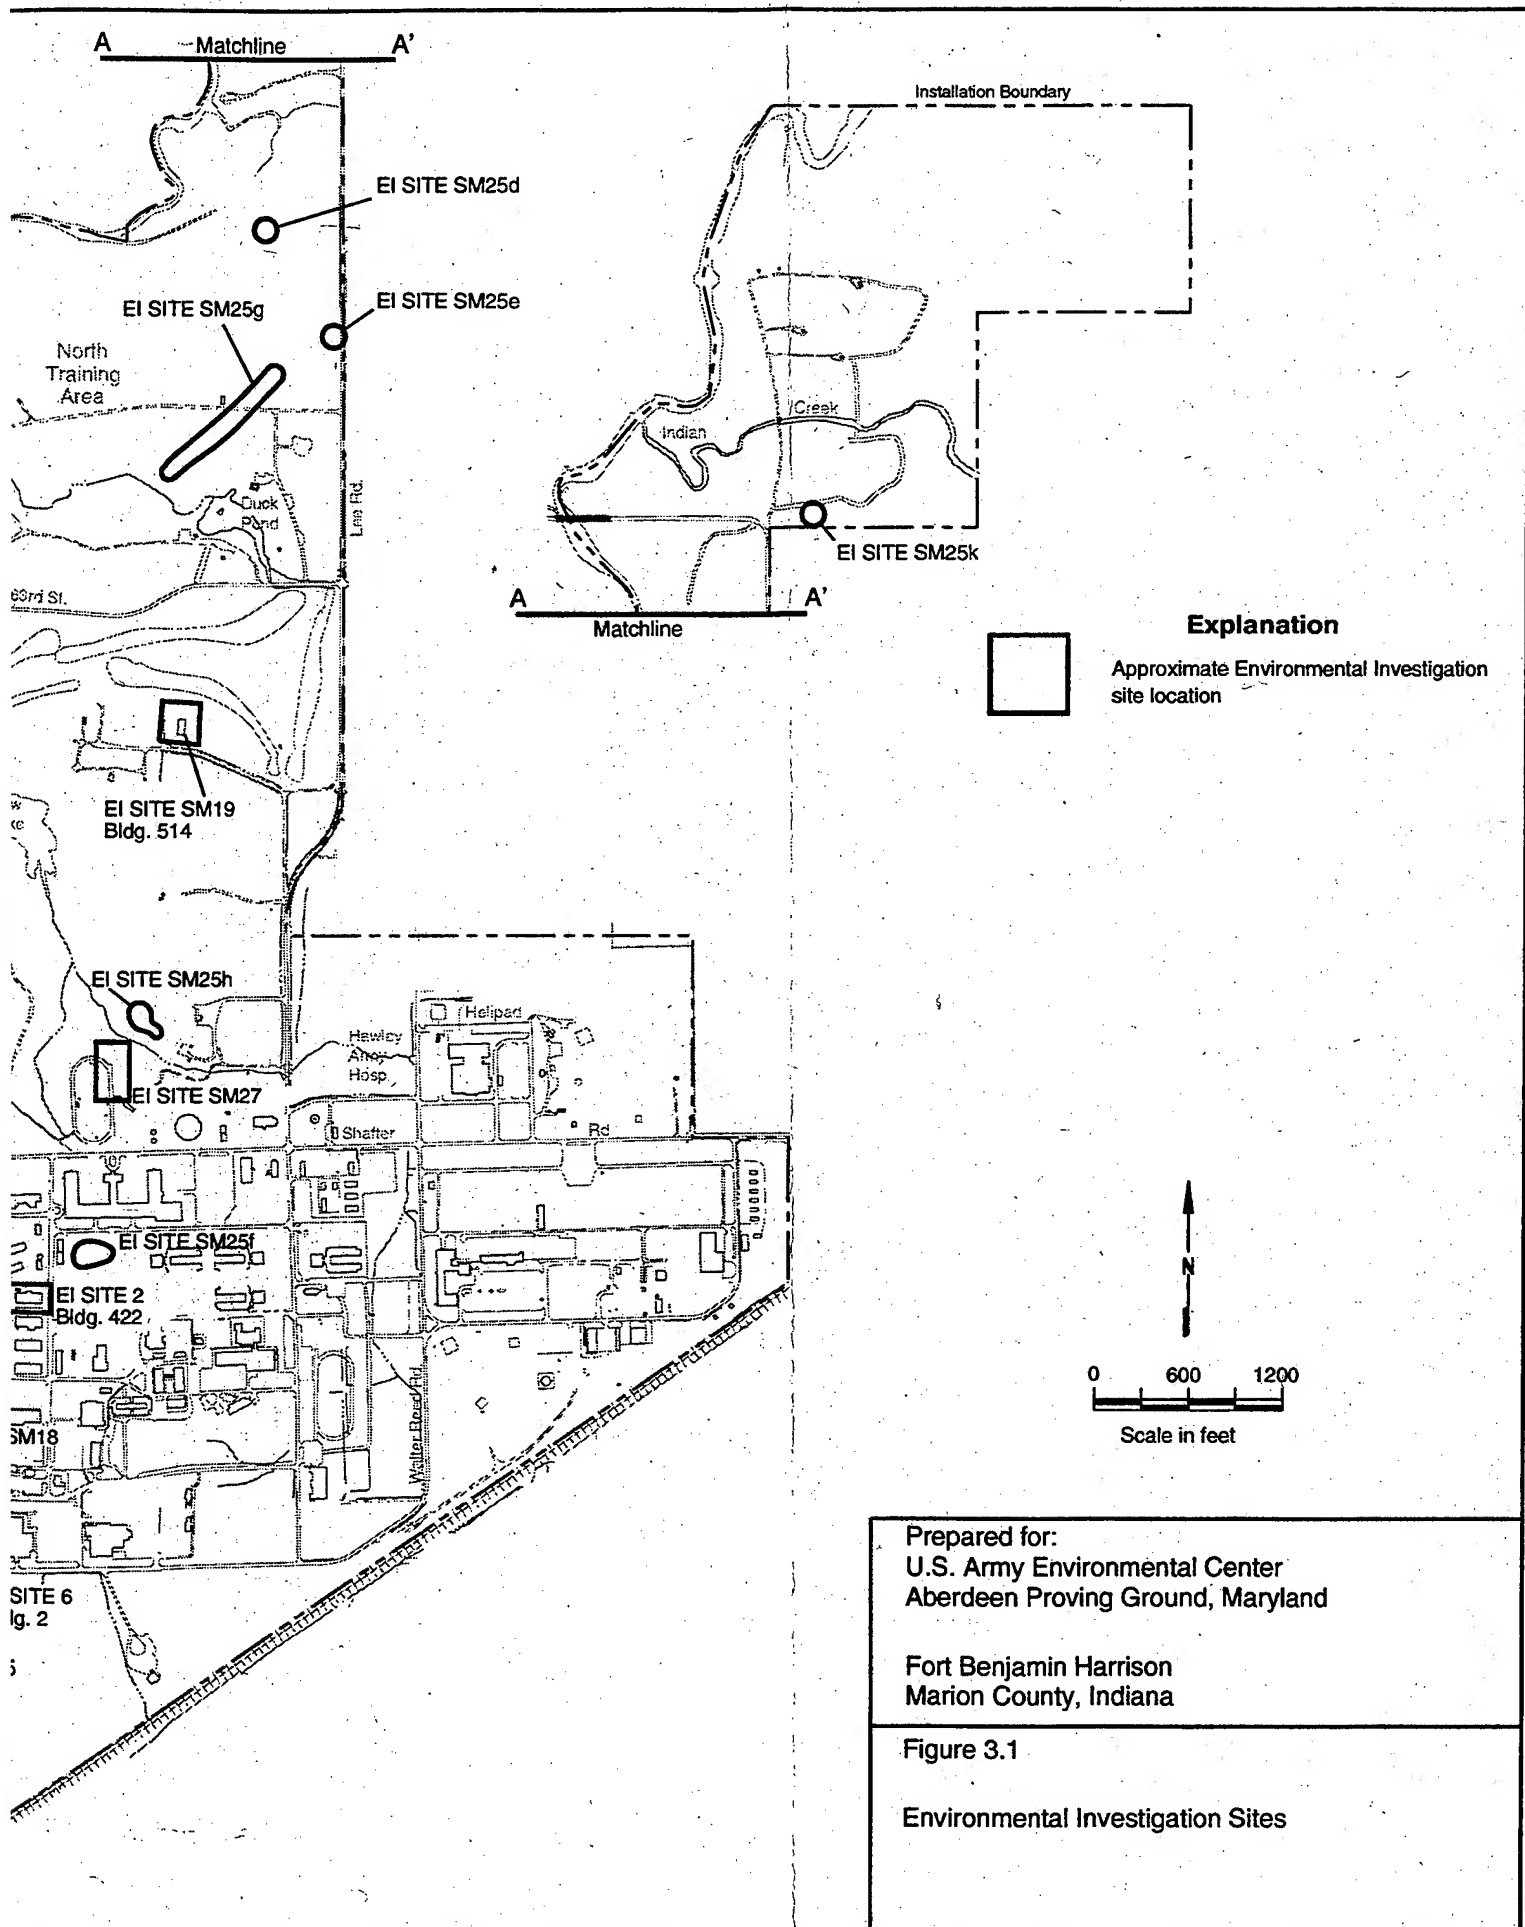 A Matchline A'
Installation Boundary
EI SITE SM25d
EI SITE SM25e
EI SITE SM25g
North
Training
Area
Creek
Indian
Duck
Pond
Lee Rd.
EI SITE SM25k
63rd St.
A A'
Matchline
Explanation
Approximate Environmental Investigation
site location
EI SITE SM19
Bldg. 514
EI SITE SM25h
Helipad
Hawley
Army
Hosp.
EI SITE SM27
Shafter Rd
EI SITE SM25f
EI SITE 2
Bldg. 422
N
0 600 1200
Scale in feet
SM18
Walter Reed Rd
SITE 6
lg. 2
Prepared for:
U.S. Army Environmental Center
Aberdeen Proving Ground, Maryland
Fort Benjamin Harrison
Marion County, Indiana
Figure 3.1
Environmental Investigation Sites